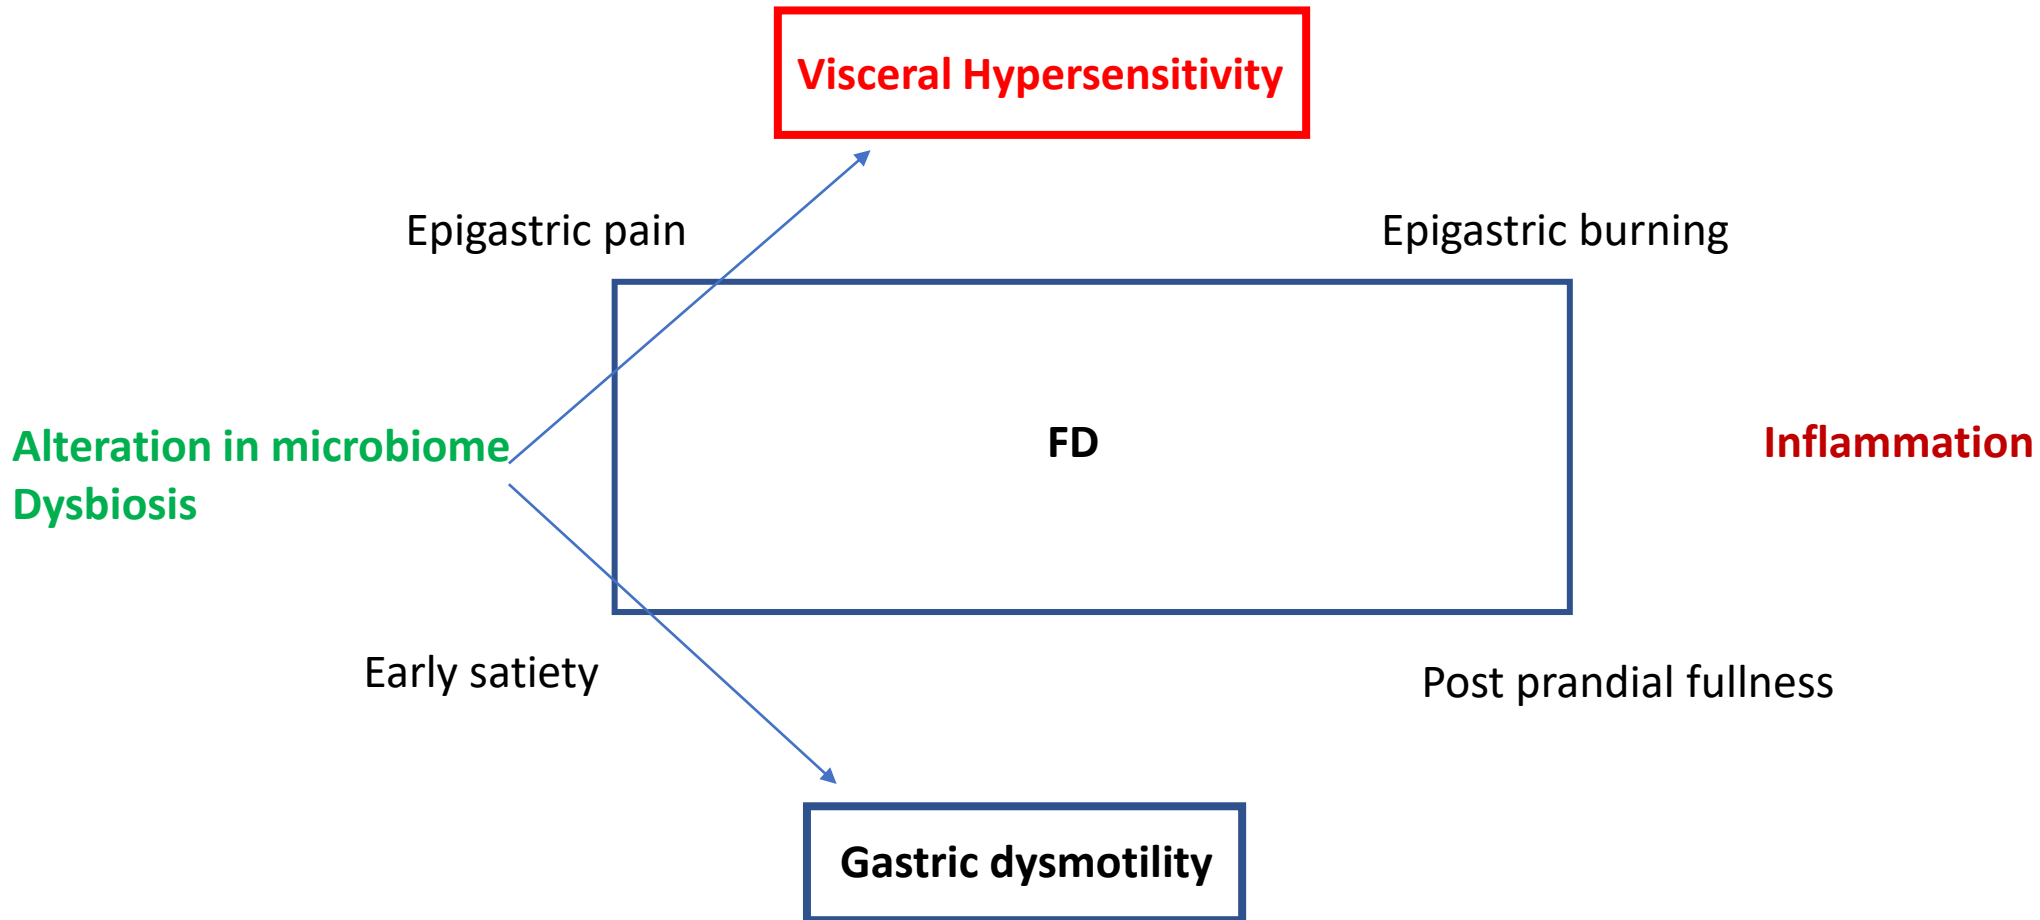 Visceral Hypersensitivity
Epigastric pain
Epigastric burning
Alteration in microbiome
Dysbiosis
FD
Inflammation
Early satiety
Post prandial fullness
Gastric dysmotility